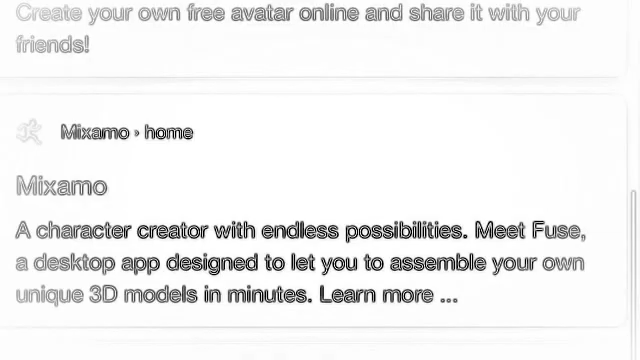 Create your own free avatar online and share it with your
friends!
Mixamo › home
Mixamo
A character creator with endless possibilities. Meet Fuse,
a desktop app designed to let you to assemble your own
unique 3D models in minutes. Learn more ...